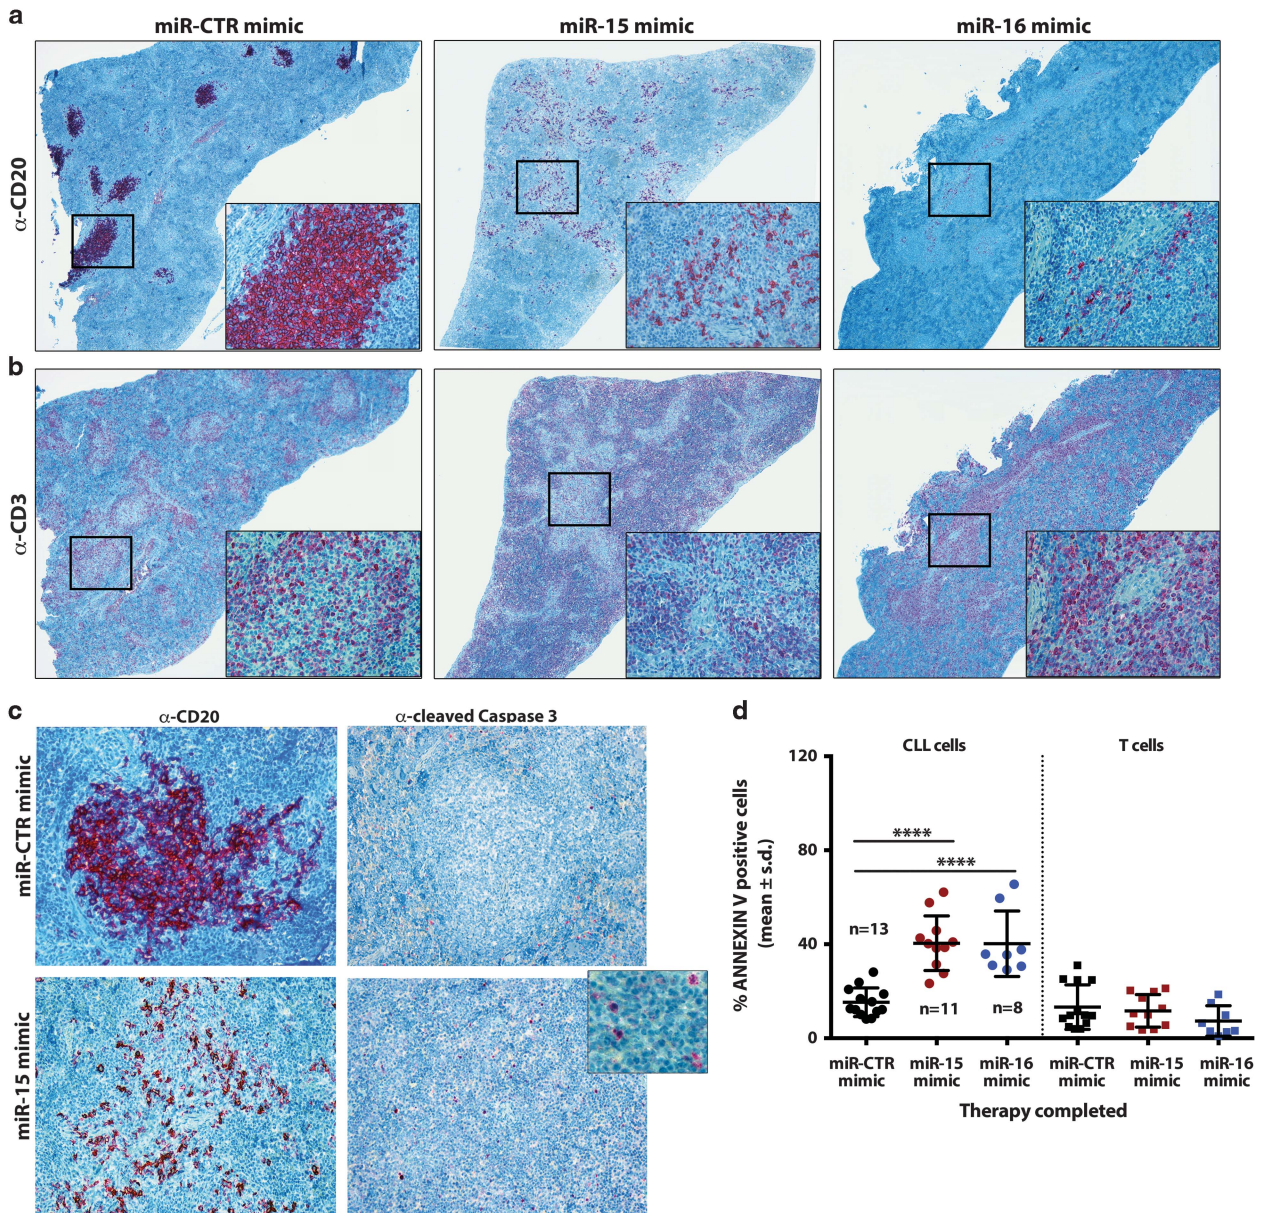 a
miR-CTR mimic
miR-15 mimic
miR-16 mimic
α-CD20
b
α-CD3
c
α-CD20
α-cleaved Caspase 3
miR-CTR mimic
miR-15 mimic
d
CLL cells
T cells
% ANNEXIN V positive cells
(mean ± s.d.)
120
80
40
0
****
****
n=13
n=11
n=8
miR-CTR
mimic
miR-15
mimic
miR-16
mimic
miR-CTR
mimic
miR-15
mimic
miR-16
mimic
Therapy completed